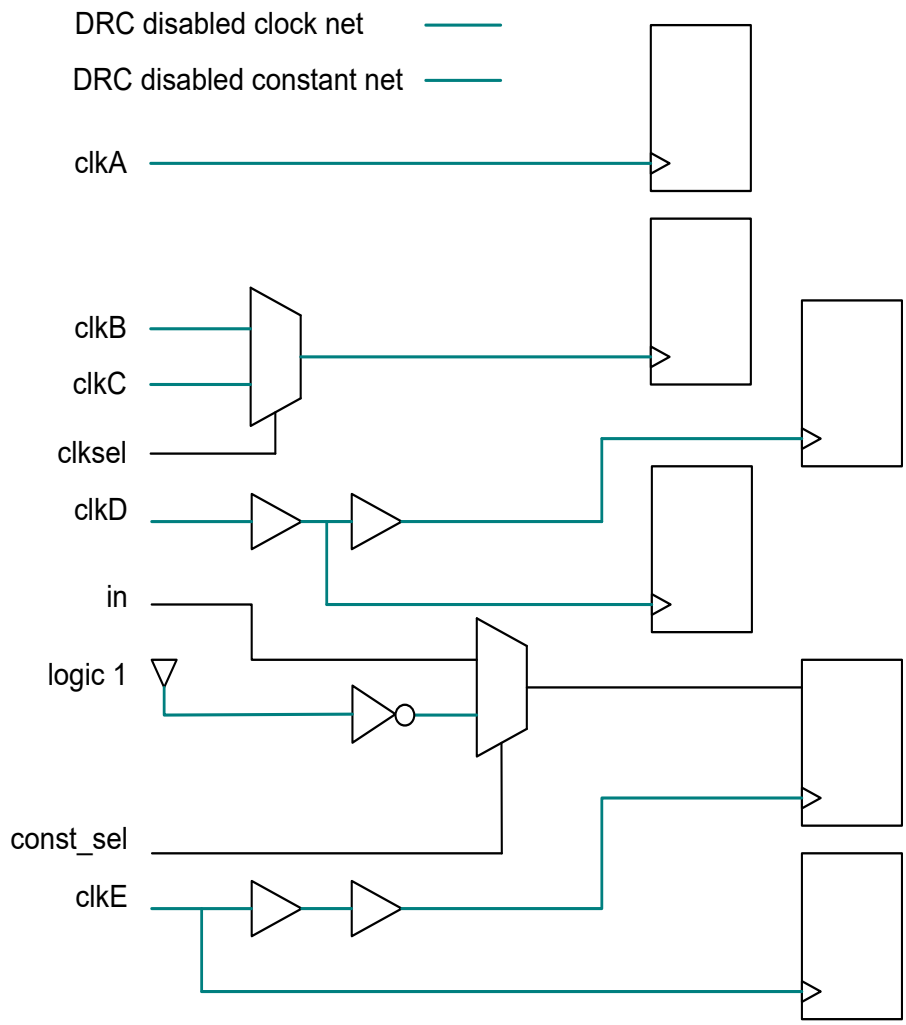 DRC disabled clock net
DRC disabled constant net
clkA
clkB
clkC
clksel
clkD
in
logic 1
const_sel
clkE